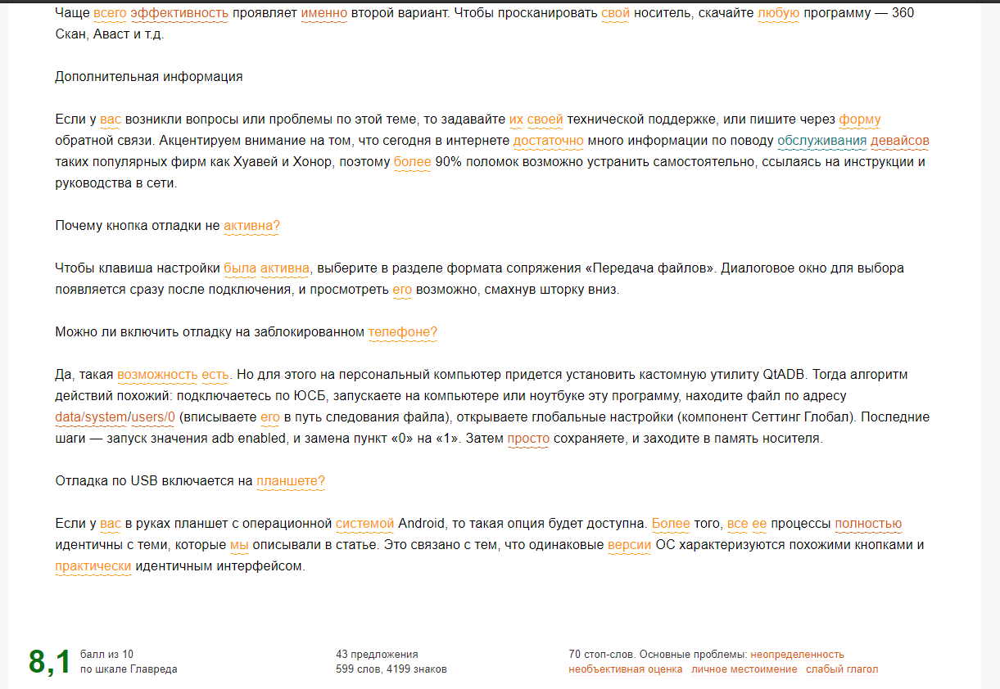 Чаще всего эффективность проявляет именно второй вариант. Чтобы просканировать свой носитель, скачайте любую программу — 360
Скан, Аваст и т.д.
Дополнительная информация
Если у вас возникли вопросы или проблемы по этой теме, то задавайте их своей технической поддержке, или пишите через форму
обратной связи. Акцентируем внимание на том, что сегодня в интернете достаточно много информации по поводу обслуживания девайсов
таких популярных фирм как Хуавей и Хонор, поэтому более 90% поломок возможно устранить самостоятельно, ссылаясь на инструкции и
руководства в сети.
Почему кнопка отладки не активна?
Чтобы клавиша настройки была активна, выберите в разделе формата сопряжения «Передача файлов». Диалоговое окно для выбора
появляется сразу после подключения, и просмотреть его возможно, смахнув шторку вниз.
Можно ли включить отладку на заблокированном телефоне?
Да, такая возможность есть. Но для этого на персональный компьютер придется установить кастомную утилиту QtADB. Тогда алгоритм
действий похожий: подключаетесь по ЮСБ, запускаете на компьютере или ноутбуке эту программу, находите файл по адресу
data/system/users/0 (вписываете его в путь следования файла), открываете глобальные настройки (компонент Сеттинг Глобал). Последние
шаги — запуск значения adb enabled, и замена пункт «0» на «1». Затем просто сохраняете, и заходите в память носителя.
Отладка по USB включается на планшете?
Если у вас в руках планшет с операционной системой Android, то такая опция будет доступна. Более того, все ее процессы полностью
идентичны с теми, которые мы описывали в статье. Это связано с тем, что одинаковые версии ОС характеризуются похожими кнопками и
практически идентичным интерфейсом.
8,1 балл из 10
по шкале Главреда
43 предложения
599 слов, 4199 знаков
70 стоп-слов. Основные проблемы: неопределенность
необъективная оценка личное местоимение слабый глагол